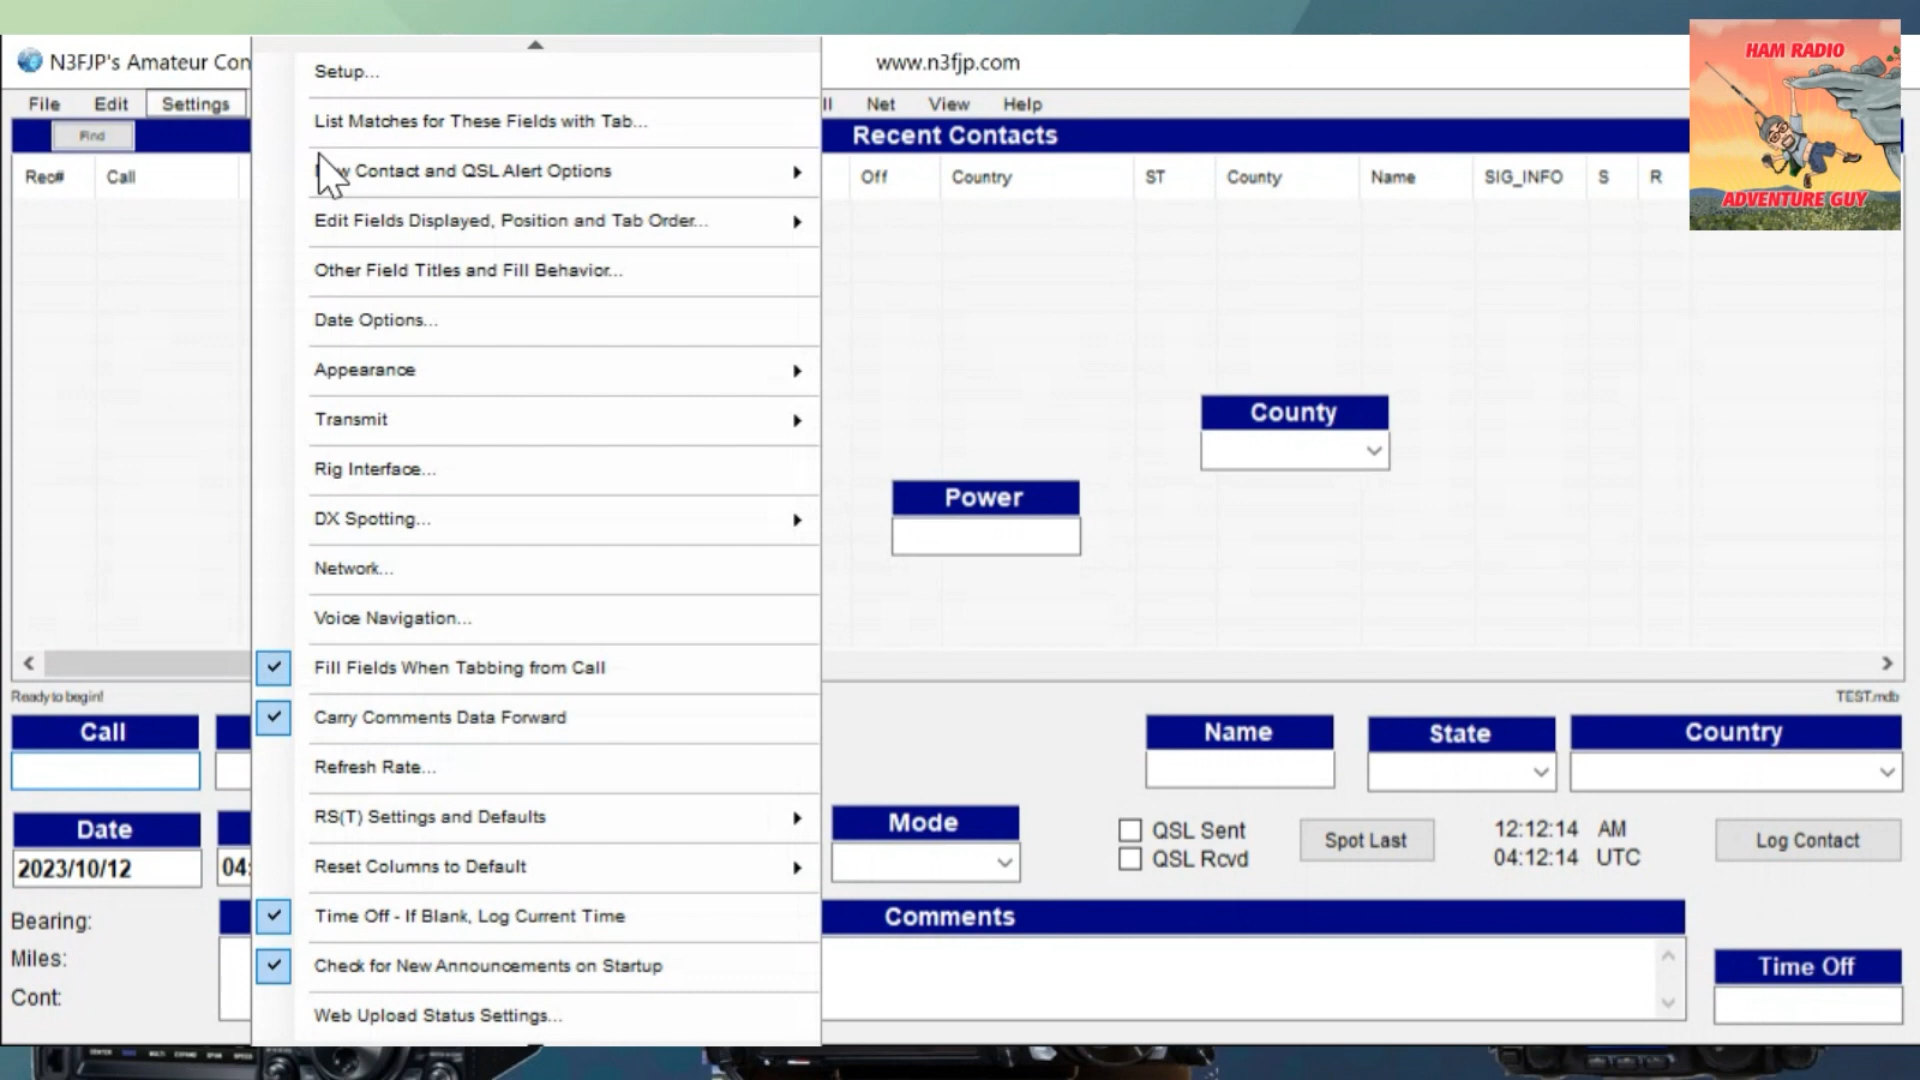 N3FJP's Amateur Con
www.n3fjp.com
HAM RADIO
ADVENTURE GUY
File Edit Settings ll Net View Help
Find
Recent Contacts
Rec# Call Off Country ST County Name SIG_INFO S R
Setup...
List Matches for These Fields with Tab...
w Contact and QSL Alert Options
Edit Fields Displayed, Position and Tab Order...
Other Field Titles and Fill Behavior...
Date Options...
Appearance
Transmit
Rig Interface...
DX Spotting...
Network...
Voice Navigation...
Fill Fields When Tabbing from Call
Carry Comments Data Forward
Refresh Rate...
RS(T) Settings and Defaults
Reset Columns to Default
Time Off - If Blank, Log Current Time
Check for New Announcements on Startup
Web Upload Status Settings...
County
Power
Ready to begin!
TEST.mdb
Call
Name
State
Country
Date
2023/10/12
04:
Mode
QSL Sent
QSL Rcvd
Spot Last
12:12:14 AM
04:12:14 UTC
Log Contact
Bearing:
Miles:
Cont:
Comments
Time Off